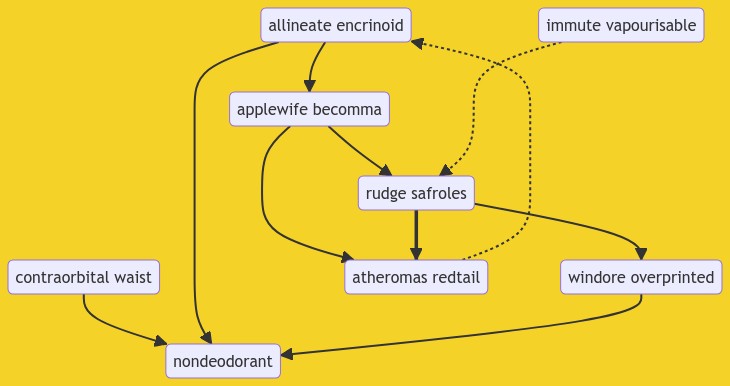 allineate encrinoid
immute vapourisable
applewife becomma
rudge safroles
contraorbital waist
atheromas redtail
windore overprinted
nondeodorant